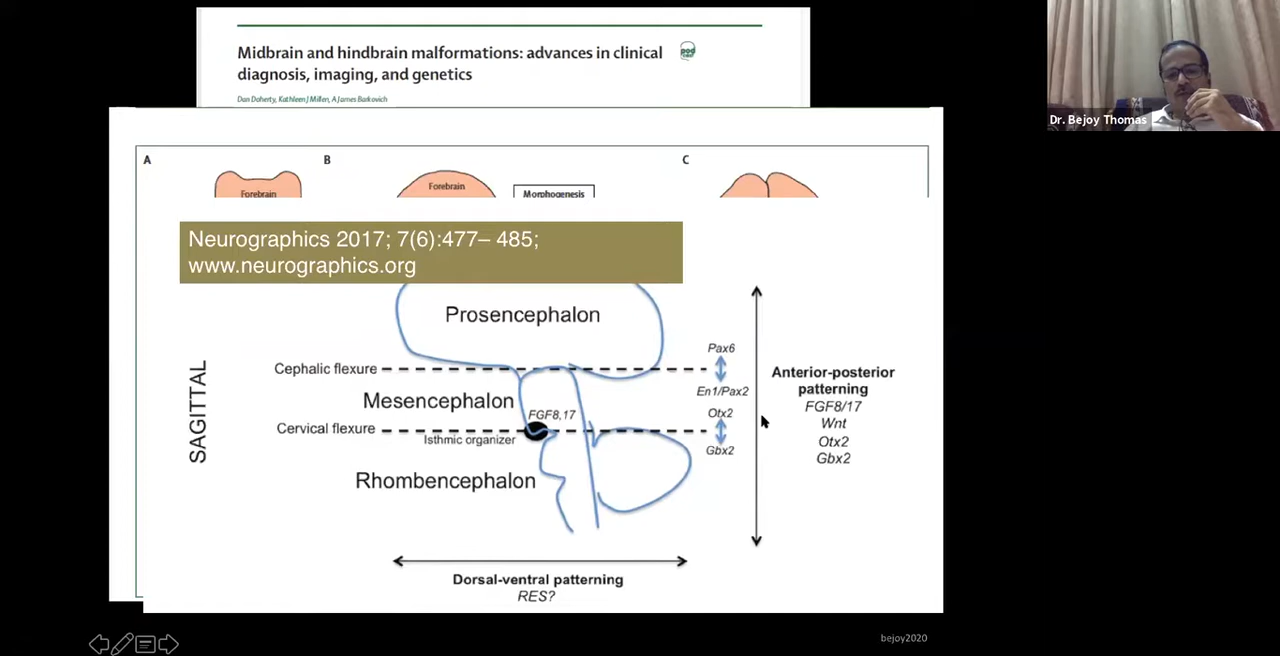 Midbrain and hindbrain malformations: advances in clinical
diagnosis, imaging, and genetics
Dan Doherty, Kathleen J Millen, A James Barkovich
Dr. Bejoy Thomas
A
B
C
Forebrain
Forebrain
Morphogenesis
Neurographics 2017; 7(6):477– 485;
www.neurographics.org
Prosencephalon
Pax6
Cephalic flexure
En1/Pax2
Anterior-posterior
patterning
FGF8/17
Wnt
Otx2
Gbx2
Mesencephalon
FGF8,17
Otx2
Cervical flexure
Isthmic organizer
Gbx2
SAGITTAL
Rhombencephalon
Dorsal-ventral patterning
RES?
bejoy2020